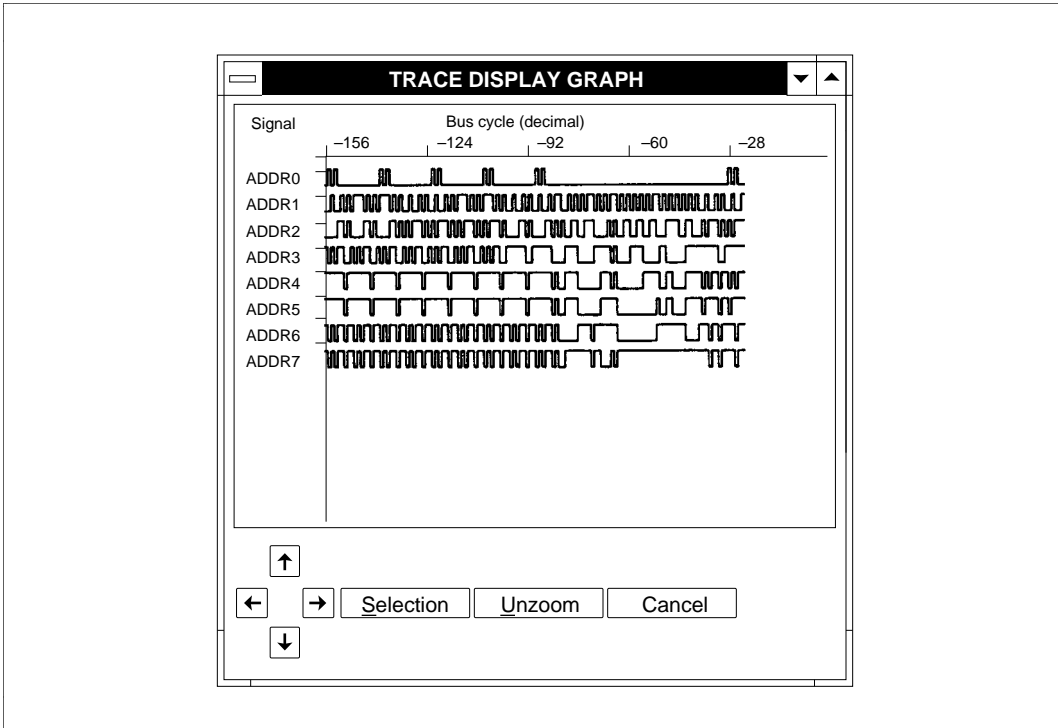 TRACE DISPLAY GRAPH
Signal
Bus cycle (decimal)
–156 –124 –92 –60 –28
ADDR0
ADDR1
ADDR2
ADDR3
ADDR4
ADDR5
ADDR6
ADDR7
Selection Unzoom Cancel